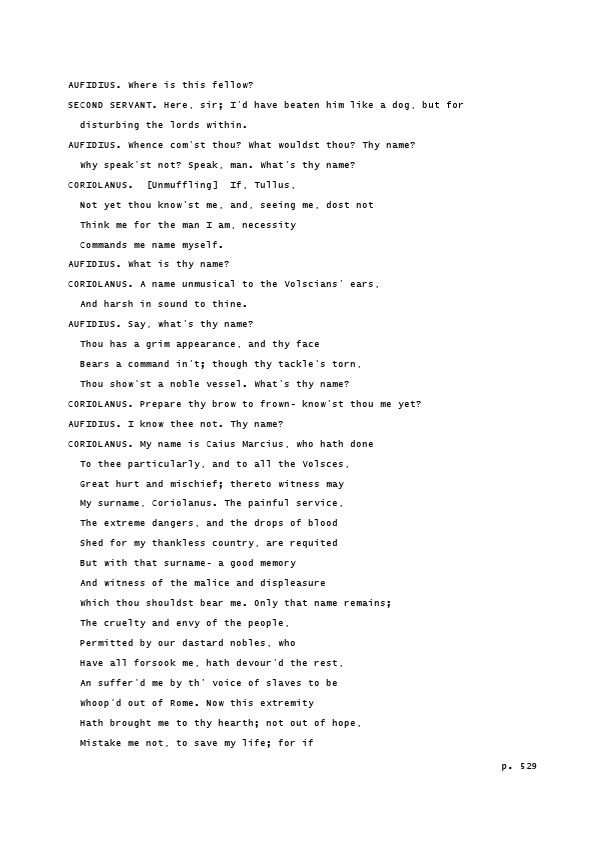 AUFIDIUS. Where is this fellow?
SECOND SERVANT. Here, sir; I'd have beaten him like a dog, but for
disturbing the lords within.
AUFIDIUS. Whence com'st thou? What wouldst thou? Thy name?
Why speak'st not? Speak, man. What's thy name?
CORIOLANUS.  [Unmuffling]  If, Tullus,
Not yet thou know'st me, and, seeing me, dost not
Think me for the man I am, necessity
Commands me name myself.
AUFIDIUS. What is thy name?
CORIOLANUS. A name unmusical to the Volscians' ears,
And harsh in sound to thine.
AUFIDIUS. Say, what's thy name?
Thou has a grim appearance, and thy face
Bears a command in't; though thy tackle's torn,
Thou show'st a noble vessel. What's thy name?
CORIOLANUS. Prepare thy brow to frown- know'st thou me yet?
AUFIDIUS. I know thee not. Thy name?
CORIOLANUS. My name is Caius Marcius, who hath done
To thee particularly, and to all the Volsces,
Great hurt and mischief; thereto witness may
My surname, Coriolanus. The painful service,
The extreme dangers, and the drops of blood
Shed for my thankless country, are requited
But with that surname- a good memory
And witness of the malice and displeasure
Which thou shouldst bear me. Only that name remains;
The cruelty and envy of the people,
Permitted by our dastard nobles, who
Have all forsook me, hath devour'd the rest,
An suffer'd me by th' voice of slaves to be
Whoop'd out of Rome. Now this extremity
Hath brought me to thy hearth; not out of hope,
Mistake me not, to save my life; for if
p. 529